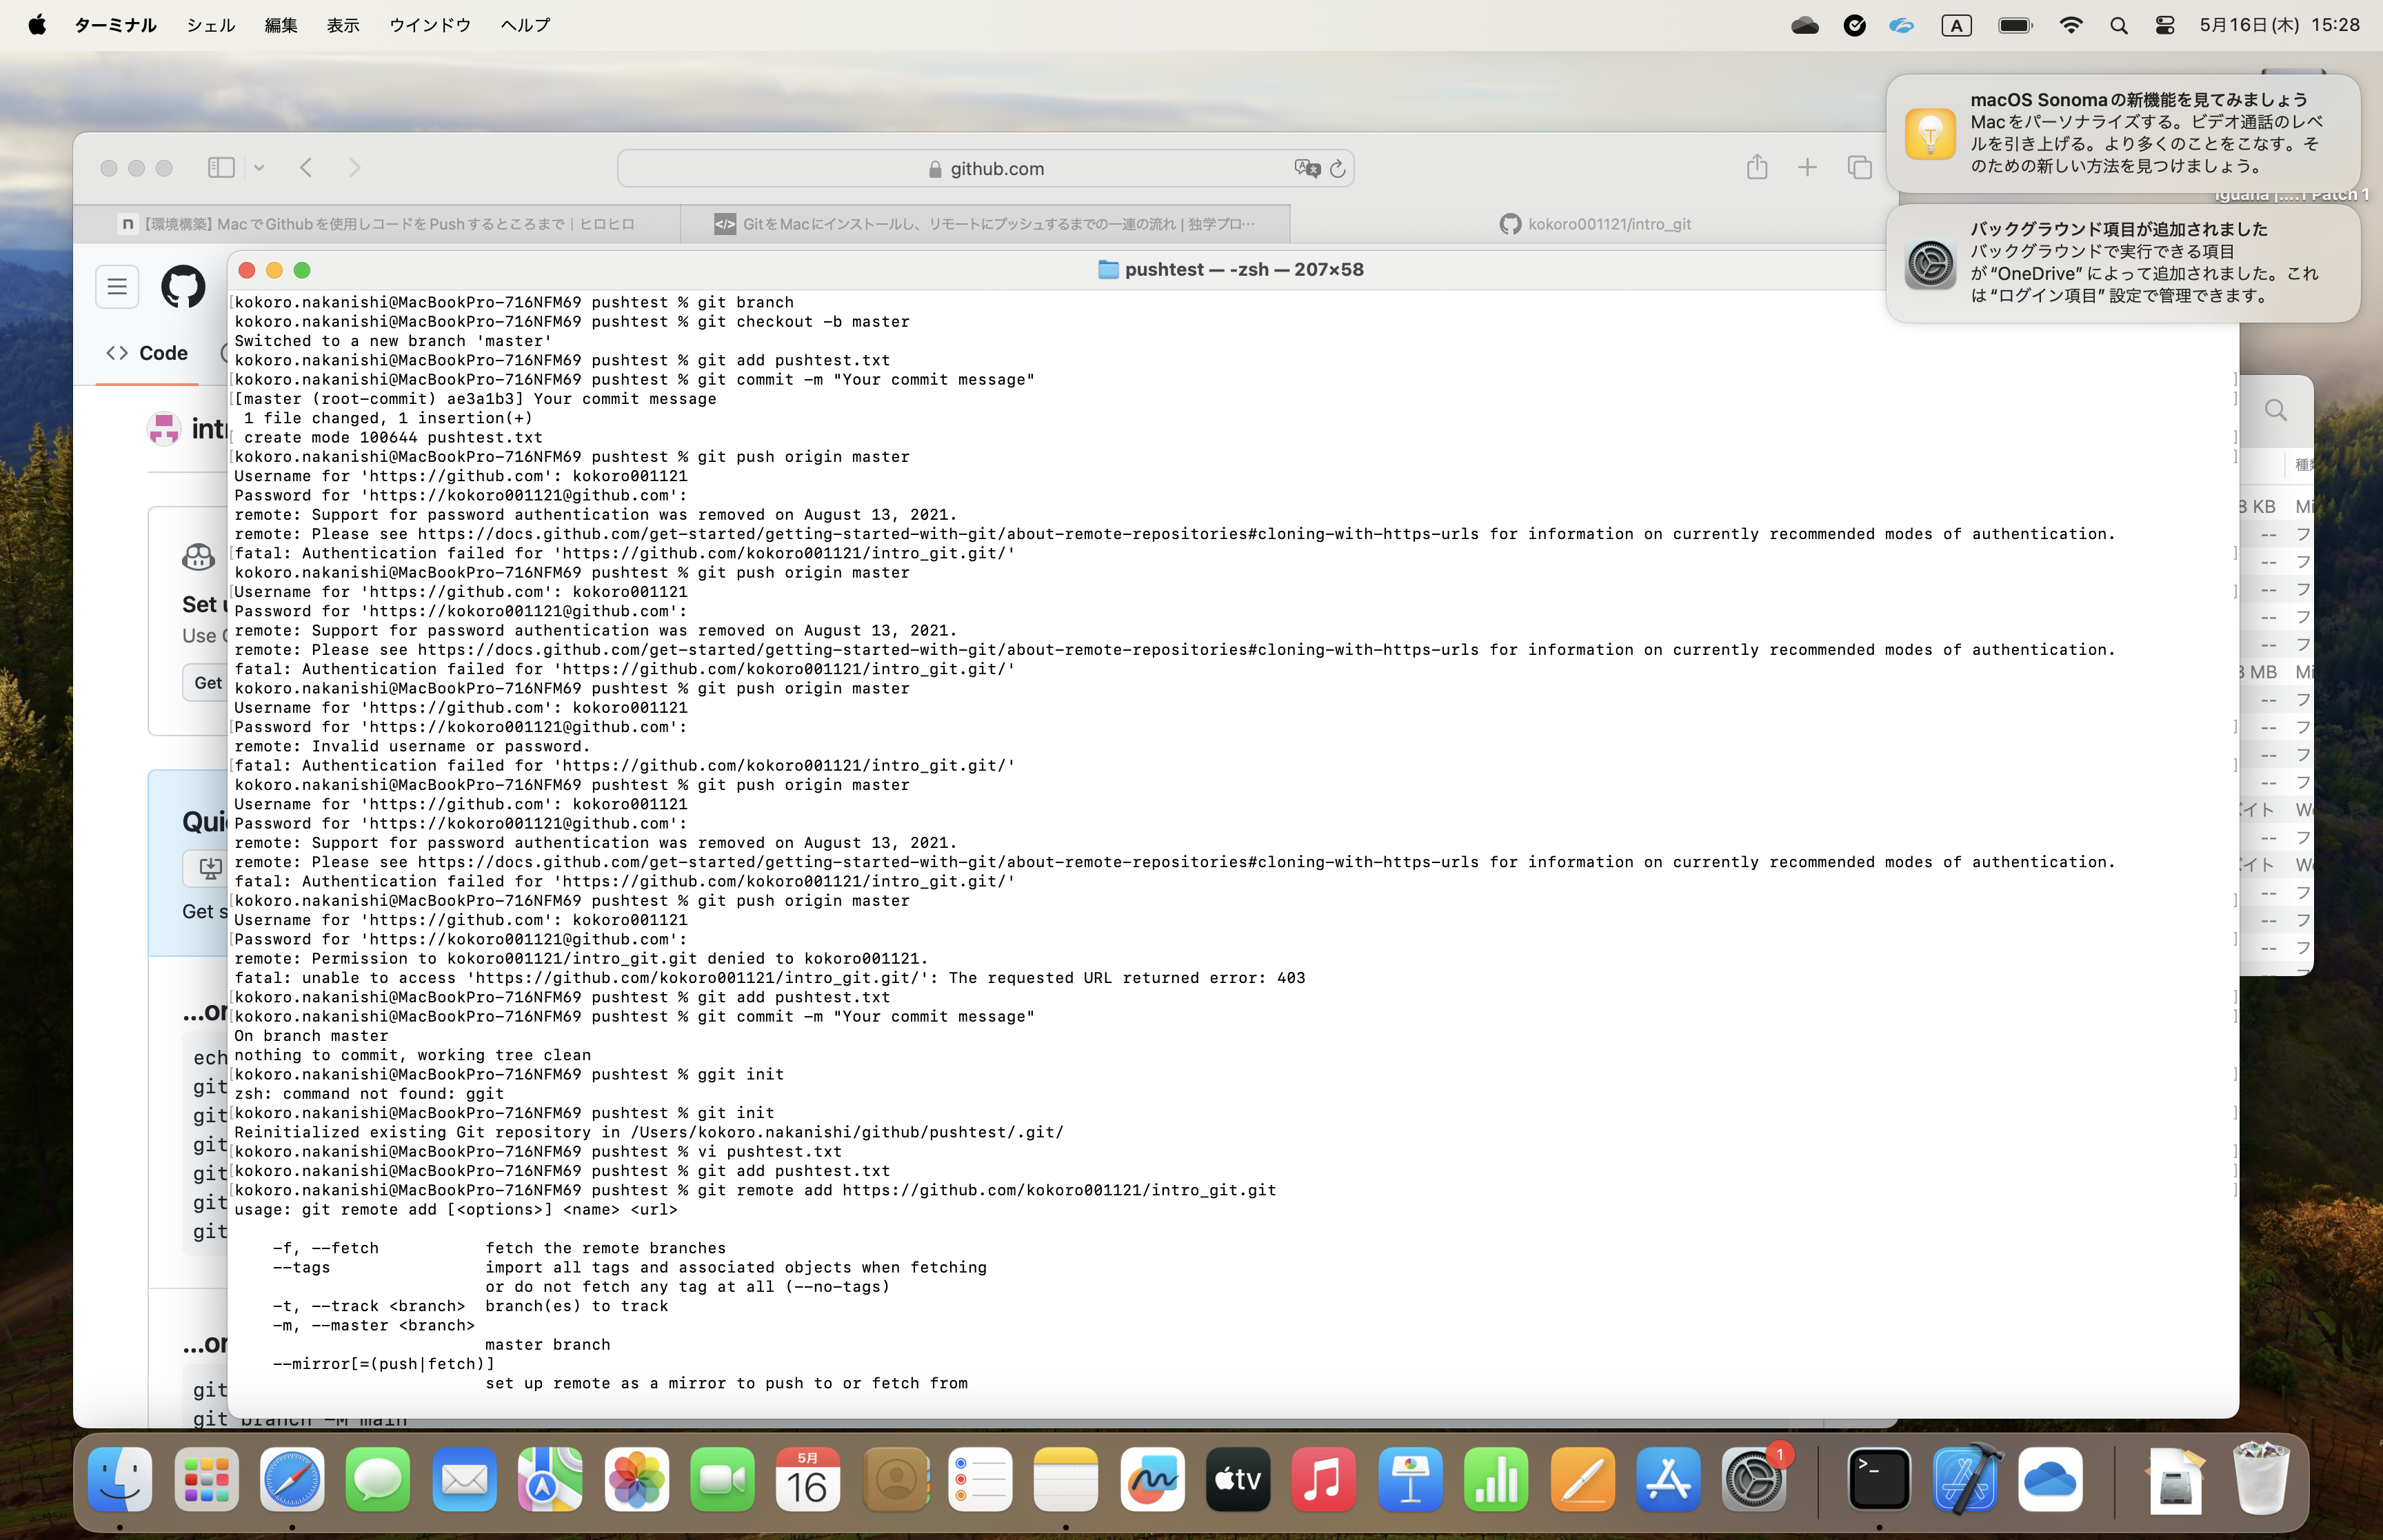 ターミナル シェル 編集 表示 ウインドウ ヘルプ
A 5月16日(木) 15:28
macOS Sonomaの新機能を見てみましょう
Macをパーソナライズする。ビデオ通話のレベ
ルを引き上げる。より多くのことをこなす。そ
のための新しい方法を見つけましょう。
iguana |....1 Patch 1
バックグラウンド項目が追加されました
バックグラウンドで実行できる項目
が“OneDrive” によって追加されました。これ
は“ログイン項目” 設定で管理できます。
github.com
【環境構築】MacでGithubを使用しコードをPushするところまで｜ヒロヒロ
GitをMacにインストールし、リモートにプッシュするまでの一連の流れ | 独学プロ…
kokoro001121/intro_git
pushtest — -zsh — 207×58
Code
intr
Set u
Use
Get
Qui
Get s
...or
ech
git
git
git
git
git
git
...or
git
git branch -M main
kokoro.nakanishi@MacBookPro-716NFM69 pushtest % git branch
kokoro.nakanishi@MacBookPro-716NFM69 pushtest % git checkout -b master
Switched to a new branch 'master'
kokoro.nakanishi@MacBookPro-716NFM69 pushtest % git add pushtest.txt
kokoro.nakanishi@MacBookPro-716NFM69 pushtest % git commit -m "Your commit message"
[master (root-commit) ae3a1b3] Your commit message
1 file changed, 1 insertion(+)
create mode 100644 pushtest.txt
kokoro.nakanishi@MacBookPro-716NFM69 pushtest % git push origin master
Username for 'https://github.com': kokoro001121
Password for 'https://kokoro001121@github.com':
remote: Support for password authentication was removed on August 13, 2021.
remote: Please see https://docs.github.com/get-started/getting-started-with-git/about-remote-repositories#cloning-with-https-urls for information on currently recommended modes of authentication.
fatal: Authentication failed for 'https://github.com/kokoro001121/intro_git.git/'
kokoro.nakanishi@MacBookPro-716NFM69 pushtest % git push origin master
Username for 'https://github.com': kokoro001121
Password for 'https://kokoro001121@github.com':
remote: Support for password authentication was removed on August 13, 2021.
remote: Please see https://docs.github.com/get-started/getting-started-with-git/about-remote-repositories#cloning-with-https-urls for information on currently recommended modes of authentication.
fatal: Authentication failed for 'https://github.com/kokoro001121/intro_git.git/'
kokoro.nakanishi@MacBookPro-716NFM69 pushtest % git push origin master
Username for 'https://github.com': kokoro001121
Password for 'https://kokoro001121@github.com':
remote: Invalid username or password.
fatal: Authentication failed for 'https://github.com/kokoro001121/intro_git.git/'
kokoro.nakanishi@MacBookPro-716NFM69 pushtest % git push origin master
Username for 'https://github.com': kokoro001121
Password for 'https://kokoro001121@github.com':
remote: Support for password authentication was removed on August 13, 2021.
remote: Please see https://docs.github.com/get-started/getting-started-with-git/about-remote-repositories#cloning-with-https-urls for information on currently recommended modes of authentication.
fatal: Authentication failed for 'https://github.com/kokoro001121/intro_git.git/'
kokoro.nakanishi@MacBookPro-716NFM69 pushtest % git push origin master
Username for 'https://github.com': kokoro001121
Password for 'https://kokoro001121@github.com':
remote: Permission to kokoro001121/intro_git.git denied to kokoro001121.
fatal: unable to access 'https://github.com/kokoro001121/intro_git.git/': The requested URL returned error: 403
kokoro.nakanishi@MacBookPro-716NFM69 pushtest % git add pushtest.txt
kokoro.nakanishi@MacBookPro-716NFM69 pushtest % git commit -m "Your commit message"
On branch master
nothing to commit, working tree clean
kokoro.nakanishi@MacBookPro-716NFM69 pushtest % ggit init
zsh: command not found: ggit
kokoro.nakanishi@MacBookPro-716NFM69 pushtest % git init
Reinitialized existing Git repository in /Users/kokoro.nakanishi/github/pushtest/.git/
kokoro.nakanishi@MacBookPro-716NFM69 pushtest % vi pushtest.txt
kokoro.nakanishi@MacBookPro-716NFM69 pushtest % git add pushtest.txt
kokoro.nakanishi@MacBookPro-716NFM69 pushtest % git remote add https://github.com/kokoro001121/intro_git.git
usage: git remote add [<options>] <name> <url>
-f, --fetch fetch the remote branches
--tags import all tags and associated objects when fetching
or do not fetch any tag at all (--no-tags)
-t, --track <branch> branch(es) to track
-m, --master <branch>
master branch
--mirror[=(push|fetch)]
set up remote as a mirror to push to or fetch from
種
KB Mi
-- フ
-- フ
-- フ
-- フ
-- フ
MB Mi
-- フ
-- フ
-- フ
-- フ
イト W
-- フ
イト W
-- フ
-- フ
-- フ
5月
16
tv
1